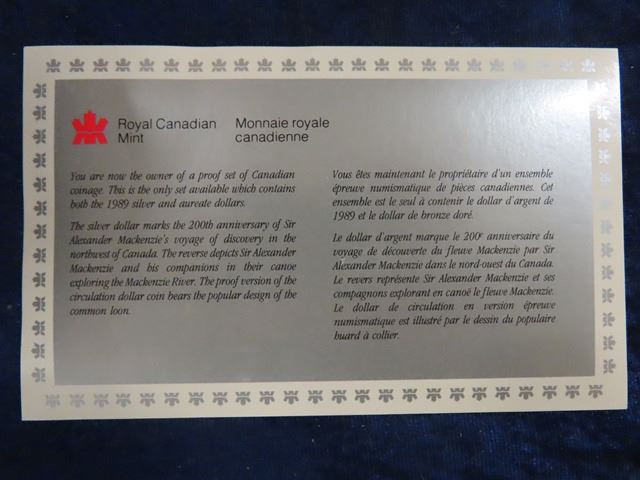 Royal Canadian
Mint
Monnaie royale
canadienne
You are now the owner of a proof set of Canadian
coinage. This is the only set available which contains
both the 1989 silver and aureate dollars.
The silver dollar marks the 200th anniversary of Sir
Alexander Mackenzie's voyage of discovery in the
northwest of Canada. The reverse depicts Sir Alexander
Mackenzie and his companions in their canoe
exploring the Mackenzie River. The proof version of the
circulation dollar coin bears the popular design of the
common loon.
Vous êtes maintenant le propriétaire d'un ensemble
épreuve numismatique de pièces canadiennes. Cet
ensemble est le seul à contenir le dollar d'argent de
1989 et le dollar de bronze doré.
Le dollar d'argent marque le 200e anniversaire du
voyage de découverte du fleuve Mackenzie par Sir
Alexander Mackenzie dans le nord-ouest du Canada.
Le revers représente Sir Alexander Mackenzie et ses
compagnons explorant en canoë le fleuve Mackenzie.
Le dollar de circulation en version épreuve
numismatique est illustré par le dessin du populaire
huard à collier.